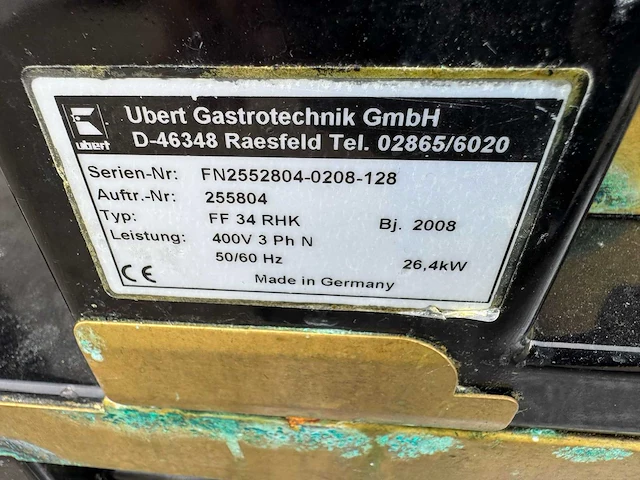 Ubert Gastrotechnik GmbH
D-46348 Raesfeld Tel. 02865/6020
ubert
Serien-Nr: FN2552804-0208-128
Auftr.-Nr: 255804
Typ: FF 34 RHK Bj. 2008
Leistung: 400V 3 Ph N
50/60 Hz 26,4kW
CE Made in Germany